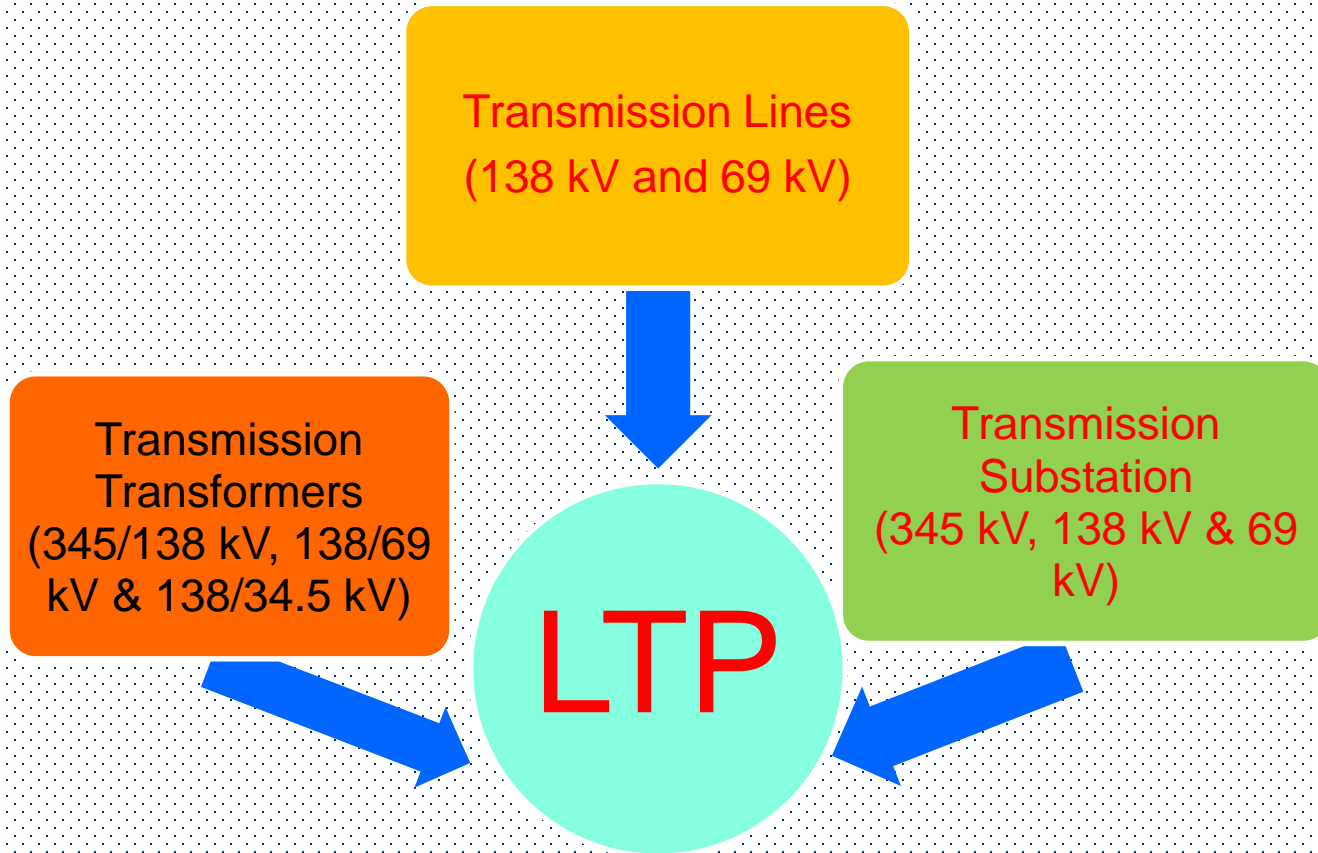 Transmission Lines
(138 kV and 69 kV)
Transmission
Transformers
(345/138 kV, 138/69
kV & 138/34.5 kV)
Transmission
Substation
(345 kV, 138 kV & 69
kV)
LTP